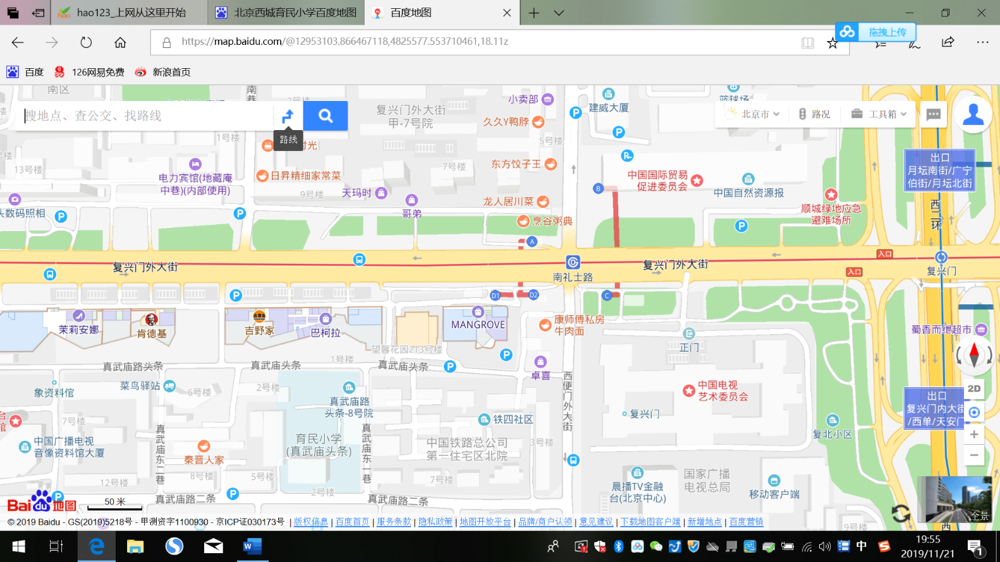 hao123_上网从这里开始
北京西城育民小学百度地图
百度地图
拖拽上传
https://map.baidu.com/@12953103.866467118,4825577.553710461,18.11z
百度
126网易免费
新浪首页
南区
南巷
小卖部
建威大厦
篮球场
搜地点、查公交、找路线
路线
复兴门外大街
甲-7号院
久久Y鸭脖
北京市
路况
工具箱
1号楼
时光
5号楼
13号楼
电力宾馆(地藏庵
中巷)(内部使用)
日昇精细家常菜
7号楼
东方饺子王
中国国际贸易
促进委员会
中国自然资源报
出口
月坛南街/广宁
伯街/月坛北街
9号楼
天玛时
哥弟
龙人居川菜
B
顺城绿地应急
避难场所
西二环
头数码照相
烹谷粥典
A
复兴门外大街
南礼士路
复兴门外大街
入口
入口
复兴门
D1
D2
C
茉莉安娜
肯德基
吉野家
巴柯拉
MANGROVE
康师傅私房
牛肉面
蜀香而绁超市
正门
望馨花园213号楼
真武庙路头条
真武庙头条
1号楼
真武庙头条
卓喜
西便门外大街
象资料馆
菜鸟驿站
6号楼
2号楼
真武庙路
头条-8号院
中国电视
艺术委员会
2D
出口
复兴门内大街
/西单/天安门
7号楼
铁四社区
复兴门
复北小区
中国广播电视
音像资料馆大厦
真武庙东二巷
秦晋人家
育民小学
(真武庙头条)
真武庙东一巷
中国铁路总公司
第一住宅区北院
3号楼
8号楼
5号楼
7号楼
12号楼
2号楼
晨播TV金融
台(北京中心)
国家广播
电视总局
移动客户端
Bai du 地图
50 米
真武庙路二条
真武庙路二条
全景
西
9号楼
© 2019 Baidu - GS(2019)5218号 - 甲测资字1100930 - 京ICP证030173号 | 版权信息 | 百度首页 | 服务条款 | 隐私政策 | 地图开放平台 | 品牌/商户认领 | 意见建议 | 下载地图客户端 | 新增地点 | 百度营销
中
19:55
2019/11/21
1